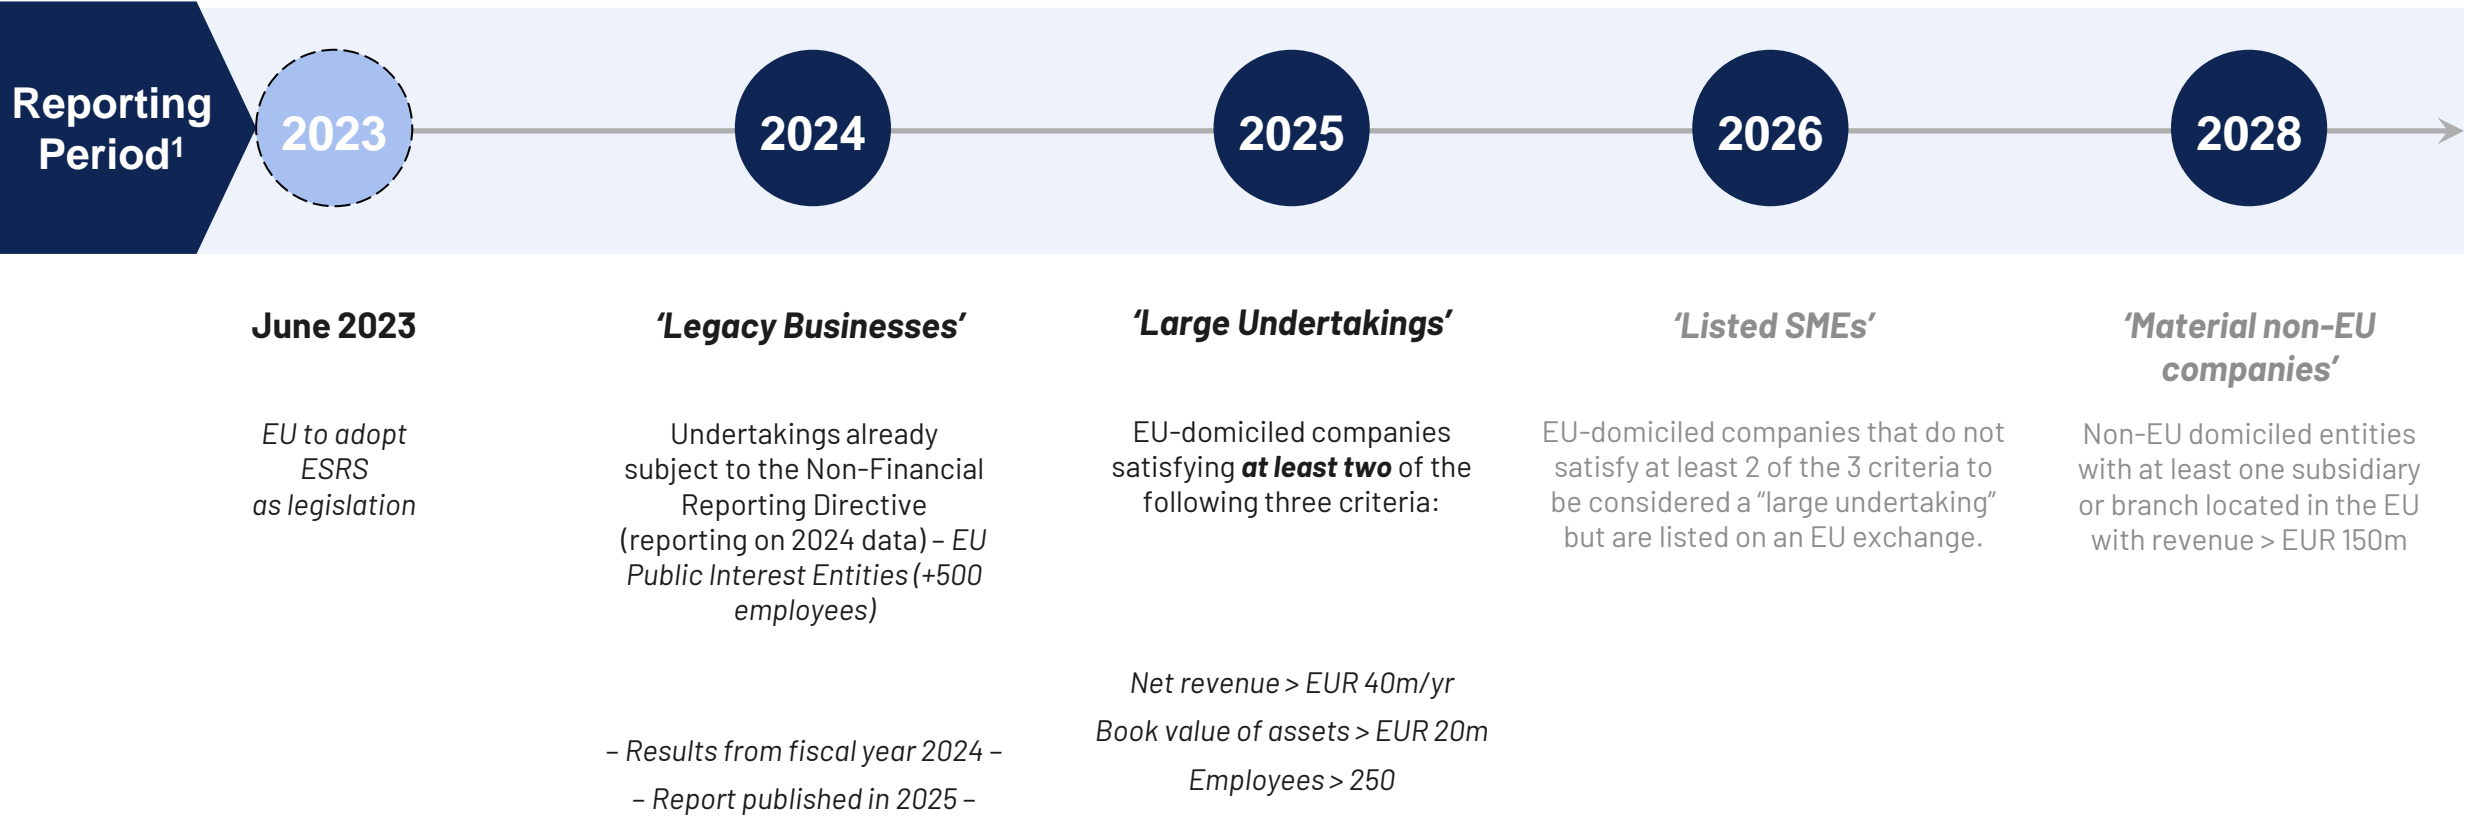 Reporting
Period¹
2023
2024
2025
2026
2028
June 2023
EU to adopt
ESRS
as legislation
‘Legacy Businesses’
Undertakings already
subject to the Non-Financial
Reporting Directive
(reporting on 2024 data) – EU
Public Interest Entities (+500
employees)
– Results from fiscal year 2024 –
– Report published in 2025 –
‘Large Undertakings’
EU-domiciled companies
satisfying at least two of the
following three criteria:
Net revenue > EUR 40m/yr
Book value of assets > EUR 20m
Employees > 250
‘Listed SMEs’
EU-domiciled companies that do not
satisfy at least 2 of the 3 criteria to
be considered a “large undertaking”
but are listed on an EU exchange.
‘Material non-EU
companies’
Non-EU domiciled entities
with at least one subsidiary
or branch located in the EU
with revenue > EUR 150m